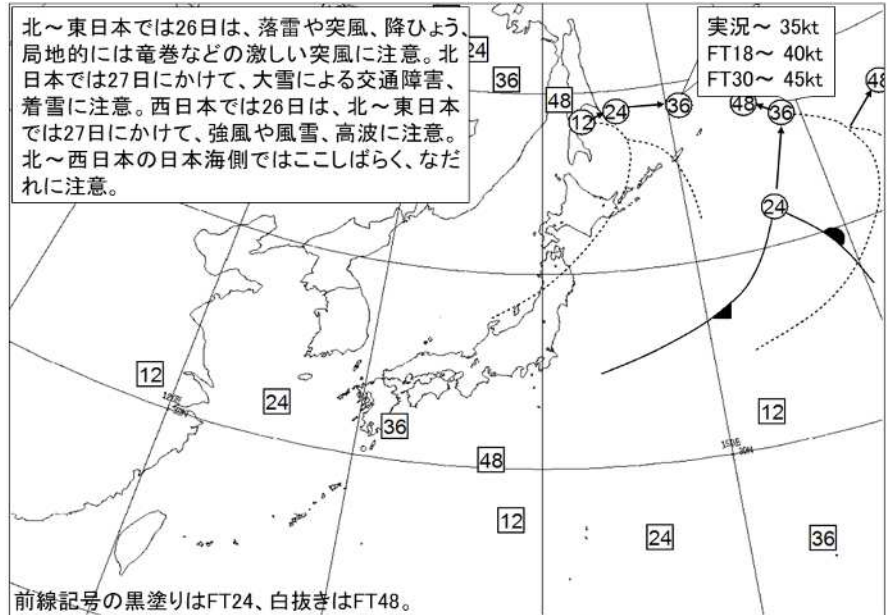 北～東日本では26日は、落雷や突風、降ひょう、
局地的には竜巻などの激しい突風に注意。北
日本では27日にかけて、大雪による交通障害、
着雪に注意。西日本では26日は、北～東日本
では27日にかけて、強風や風雪、高波に注意。
北～西日本の日本海側ではここしばらく、なだ
れに注意。
実況～ 35kt
FT18～ 40kt
FT30～ 45kt
24
36
48
12
24
36
48
36
48
24
12
24
36
48
12
12
24
36
150E
30N
前線記号の黒塗りはFT24、白抜きはFT48。